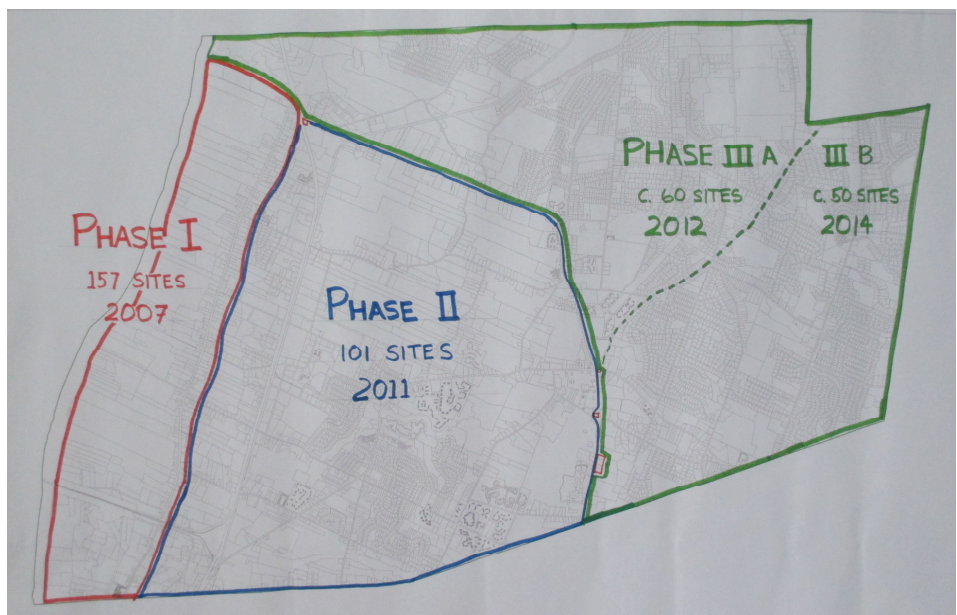 PHASE I
157 SITES
2007
PHASE II
101 SITES
2011
PHASE III A
C. 60 SITES
2012
III B
C. 50 SITES
2014